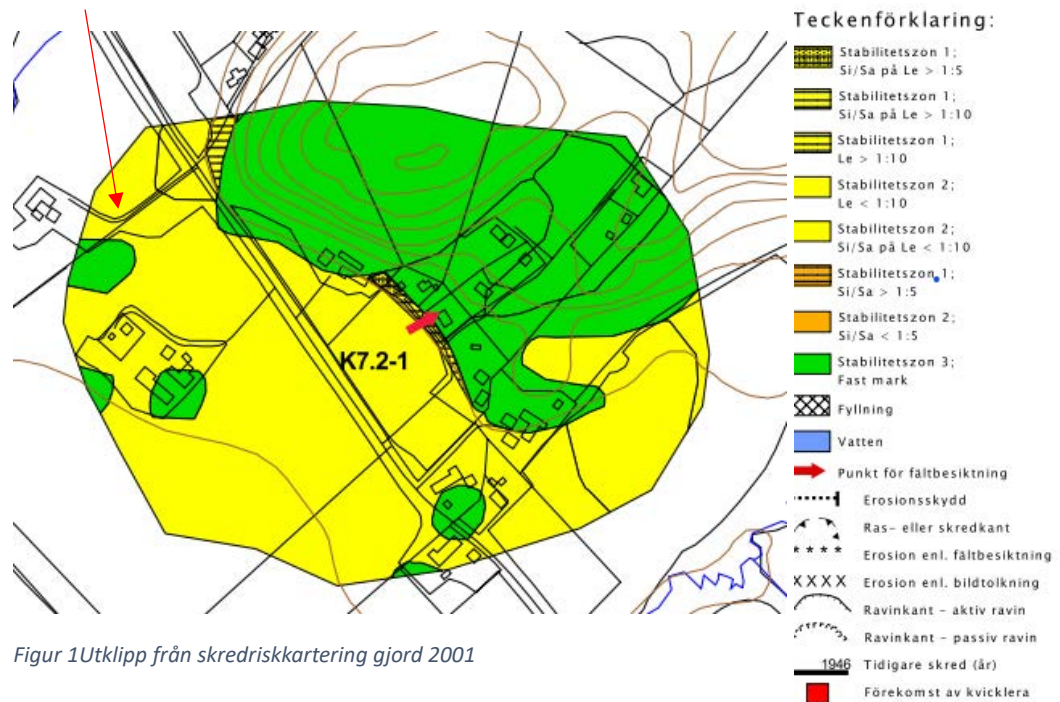 Teckenförklaring:
Stabilitetszon 1;
Si/Sa på Le > 1:5
Stabilitetszon 1;
Si/Sa på Le > 1:10
Stabilitetszon 1;
Le > 1:10
Stabilitetszon 2;
Le < 1:10
Stabilitetszon 2;
Si/Sa på Le < 1:10
Stabilitetszon 1;
Si/Sa > 1:5
Stabilitetszon 2;
Si/Sa < 1:5
Stabilitetszon 3;
Fast mark
Fyllning
Vatten
Punkt för fältbesiktning
Erosionsskydd
Ras- eller skredkant
Erosion enl. fältbesiktning
Erosion enl. bildtolkning
Ravinkant - aktiv ravin
Ravinkant - passiv ravin
1946 Tidigare skred (år)
Förekomst av kvicklera
K7.2-1
Figur 1Utklipp från skredriskkartering gjord 2001